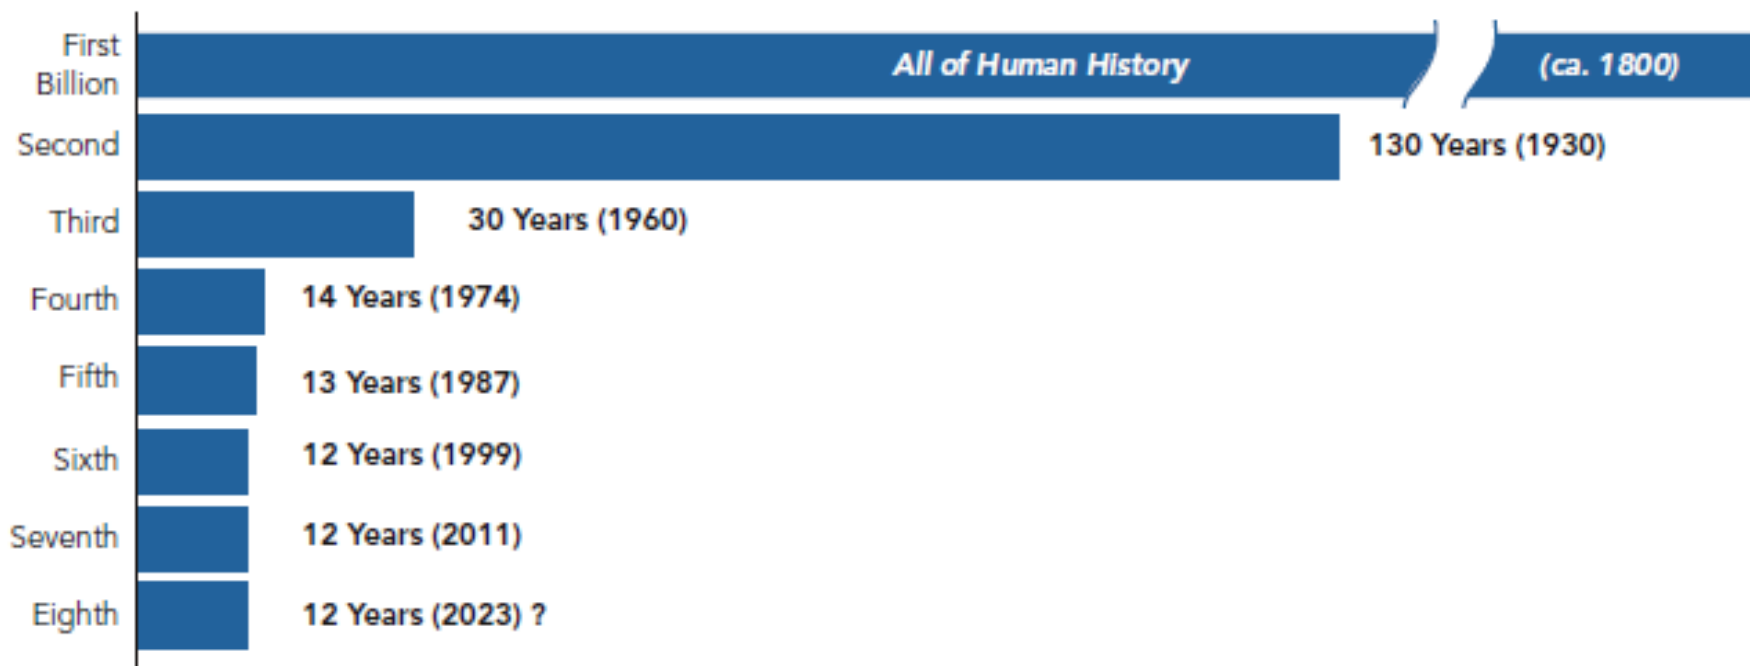 First
Billion
All of Human History
(ca. 1800)
Second
130 Years (1930)
Third
30 Years (1960)
Fourth
14 Years (1974)
Fifth
13 Years (1987)
Sixth
12 Years (1999)
Seventh
12 Years (2011)
Eighth
12 Years (2023) ?